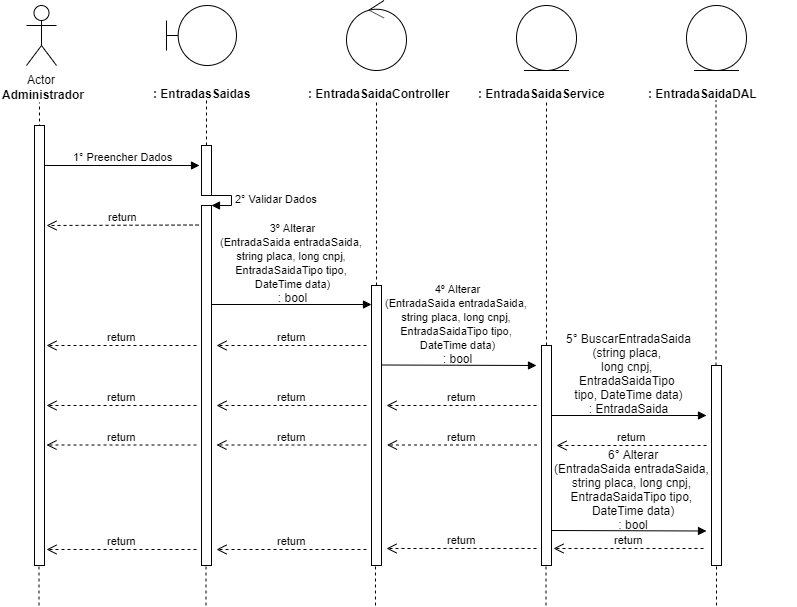 Actor
Administrador
: EntradasSaidas
: EntradaSaidaController
: EntradaSaidaService
: EntradaSaidaDAL
1° Preencher Dados
2° Validar Dados
return
3º Alterar
(EntradaSaida entradaSaida,
string placa, long cnpj,
EntradaSaidaTipo tipo,
DateTime data)
: bool
4º Alterar
(EntradaSaida entradaSaida,
string placa, long cnpj,
EntradaSaidaTipo tipo,
DateTime data)
: bool
return
return
5° BuscarEntradaSaida
(string placa,
long cnpj,
EntradaSaidaTipo
tipo, DateTime data)
: EntradaSaida
return
return
return
return
return
return
return
6° Alterar
(EntradaSaida entradaSaida,
string placa, long cnpj,
EntradaSaidaTipo tipo,
DateTime data)
: bool
return
return
return
return